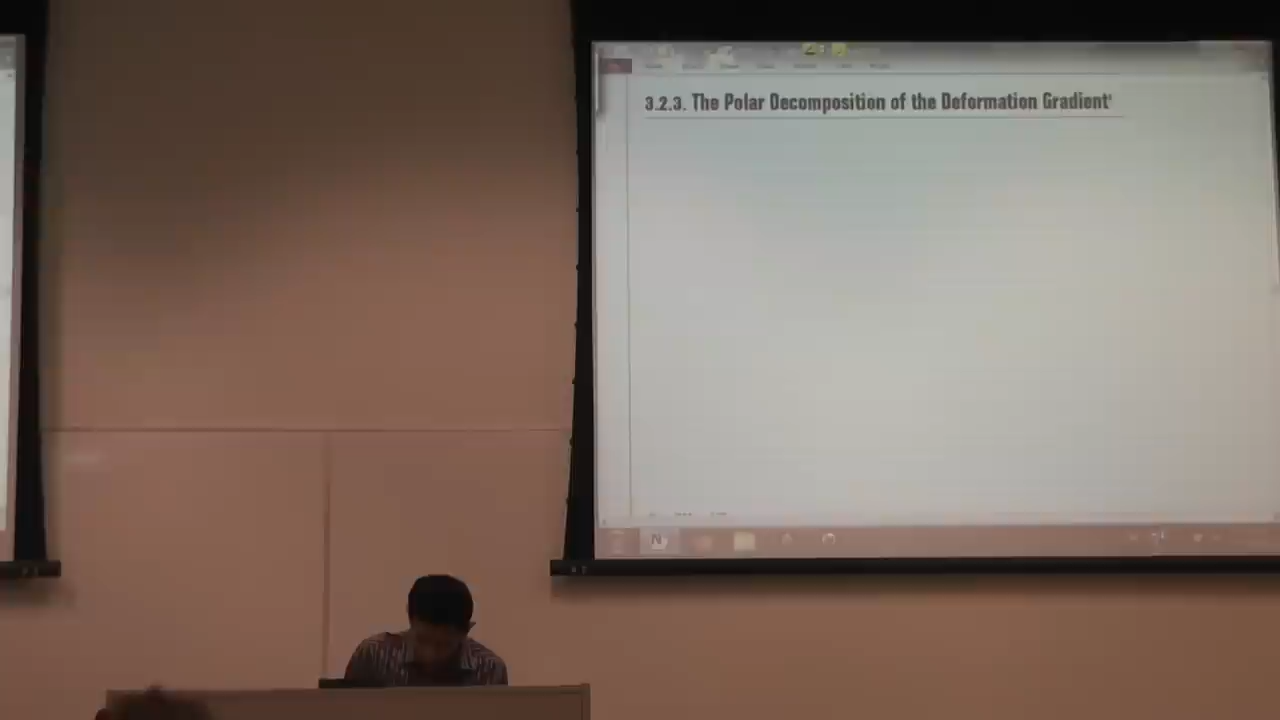 3.2.3. The Polar Decomposition of the Deformation Gradient